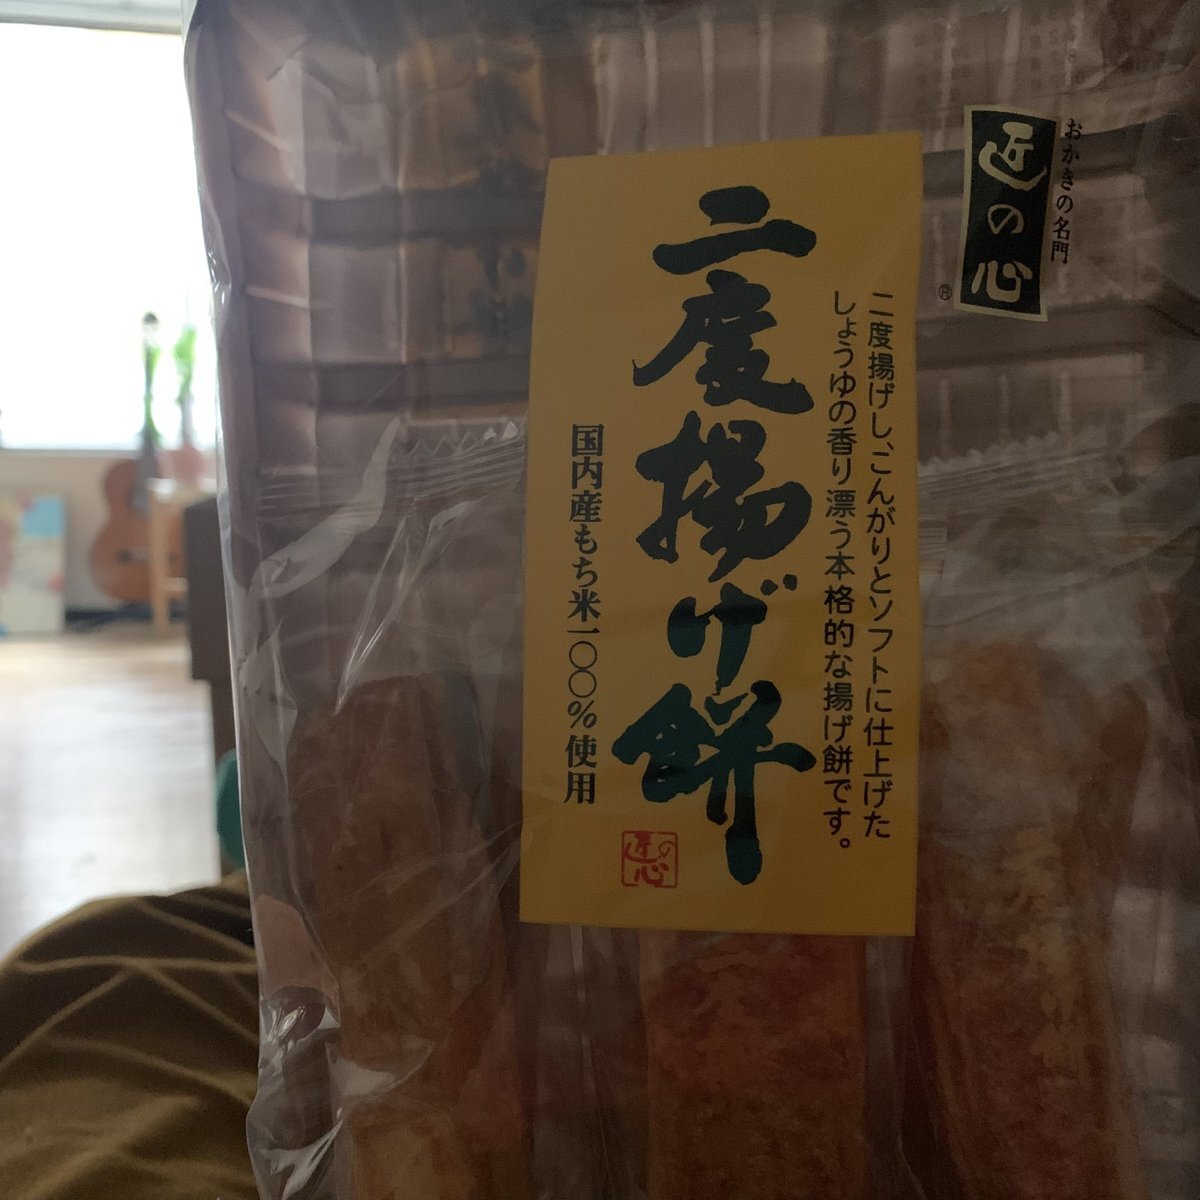 おかきの名門
匠の心
®
二度揚げし、こんがりとソフトに仕上げた
しょうゆの香り漂う本格的な揚げ餅です。
二度揚げ餅
国内産もち米一〇〇%使用
匠の心